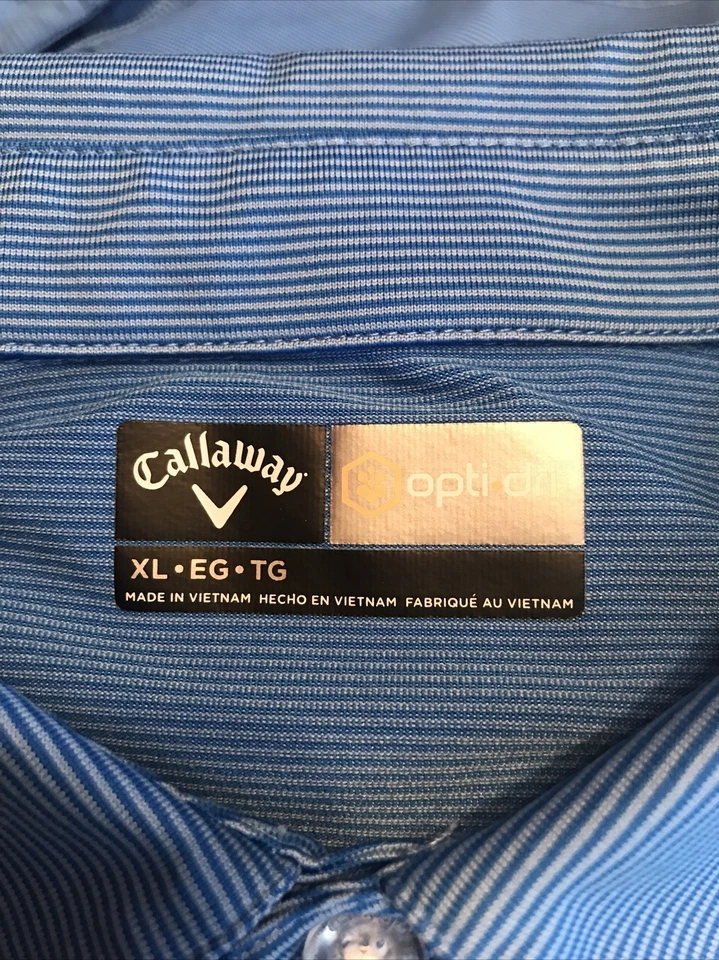 Callaway
opti•dri
XL • EG • TG
MADE IN VIETNAM HECHO EN VIETNAM FABRIQUÉ AU VIETNAM